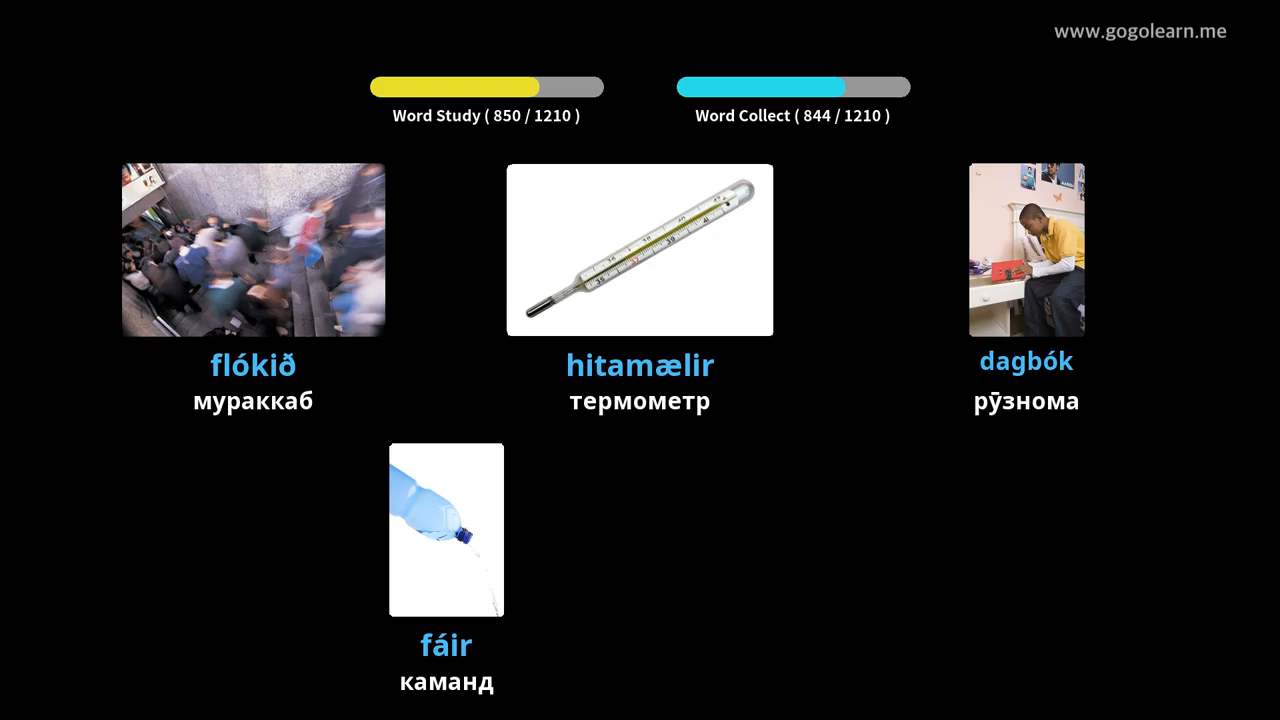 www.gogolearn.me
Word Study ( 850 / 1210 )
Word Collect ( 844 / 1210 )
flókið
мураккаб
hitamælir
термометр
dagbók
рӯзнома
fáir
каманд